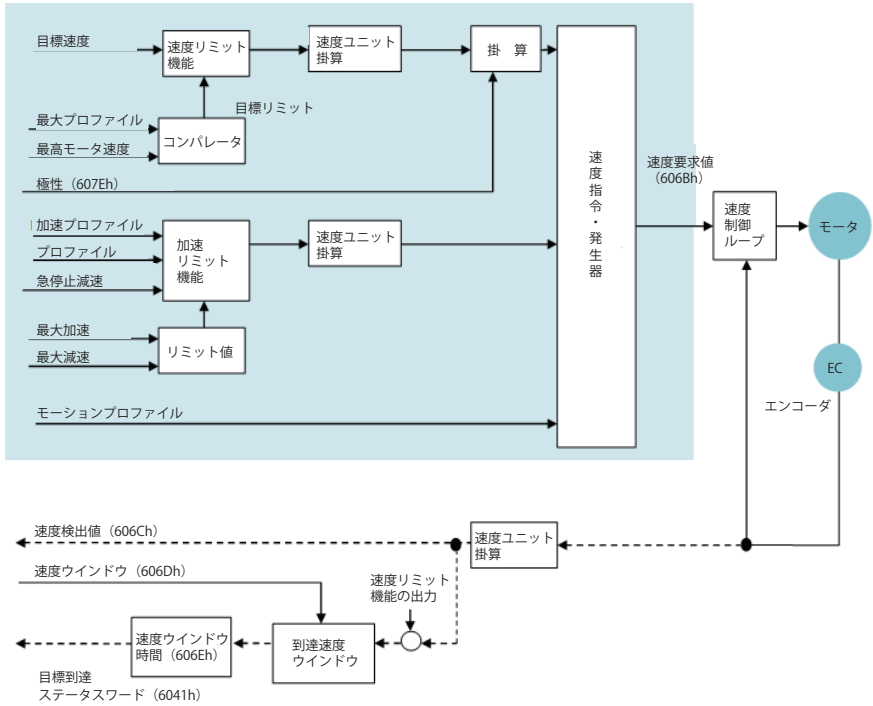 目標速度
速度リミット
機能
速度ユニット
掛算
掛　算
目標リミット
最大プロファイル
最高モータ速度
コンパレータ
極性（607Eh）
速度指令・発生器
速度要求値
（606Bh）
速度
制御
ループ
モータ
加速プロファイル
プロファイル
急停止減速
加速
リミット
機能
速度ユニット
掛算
最大加速
最大減速
リミット値
EC
エンコーダ
モーションプロファイル
速度検出値（606Ch）
速度ユニット
掛算
速度ウインドウ（606Dh）
速度リミット
機能の出力
速度ウインドウ
時間（606Eh）
到達速度
ウインドウ
目標到達
ステータスワード（6041h）